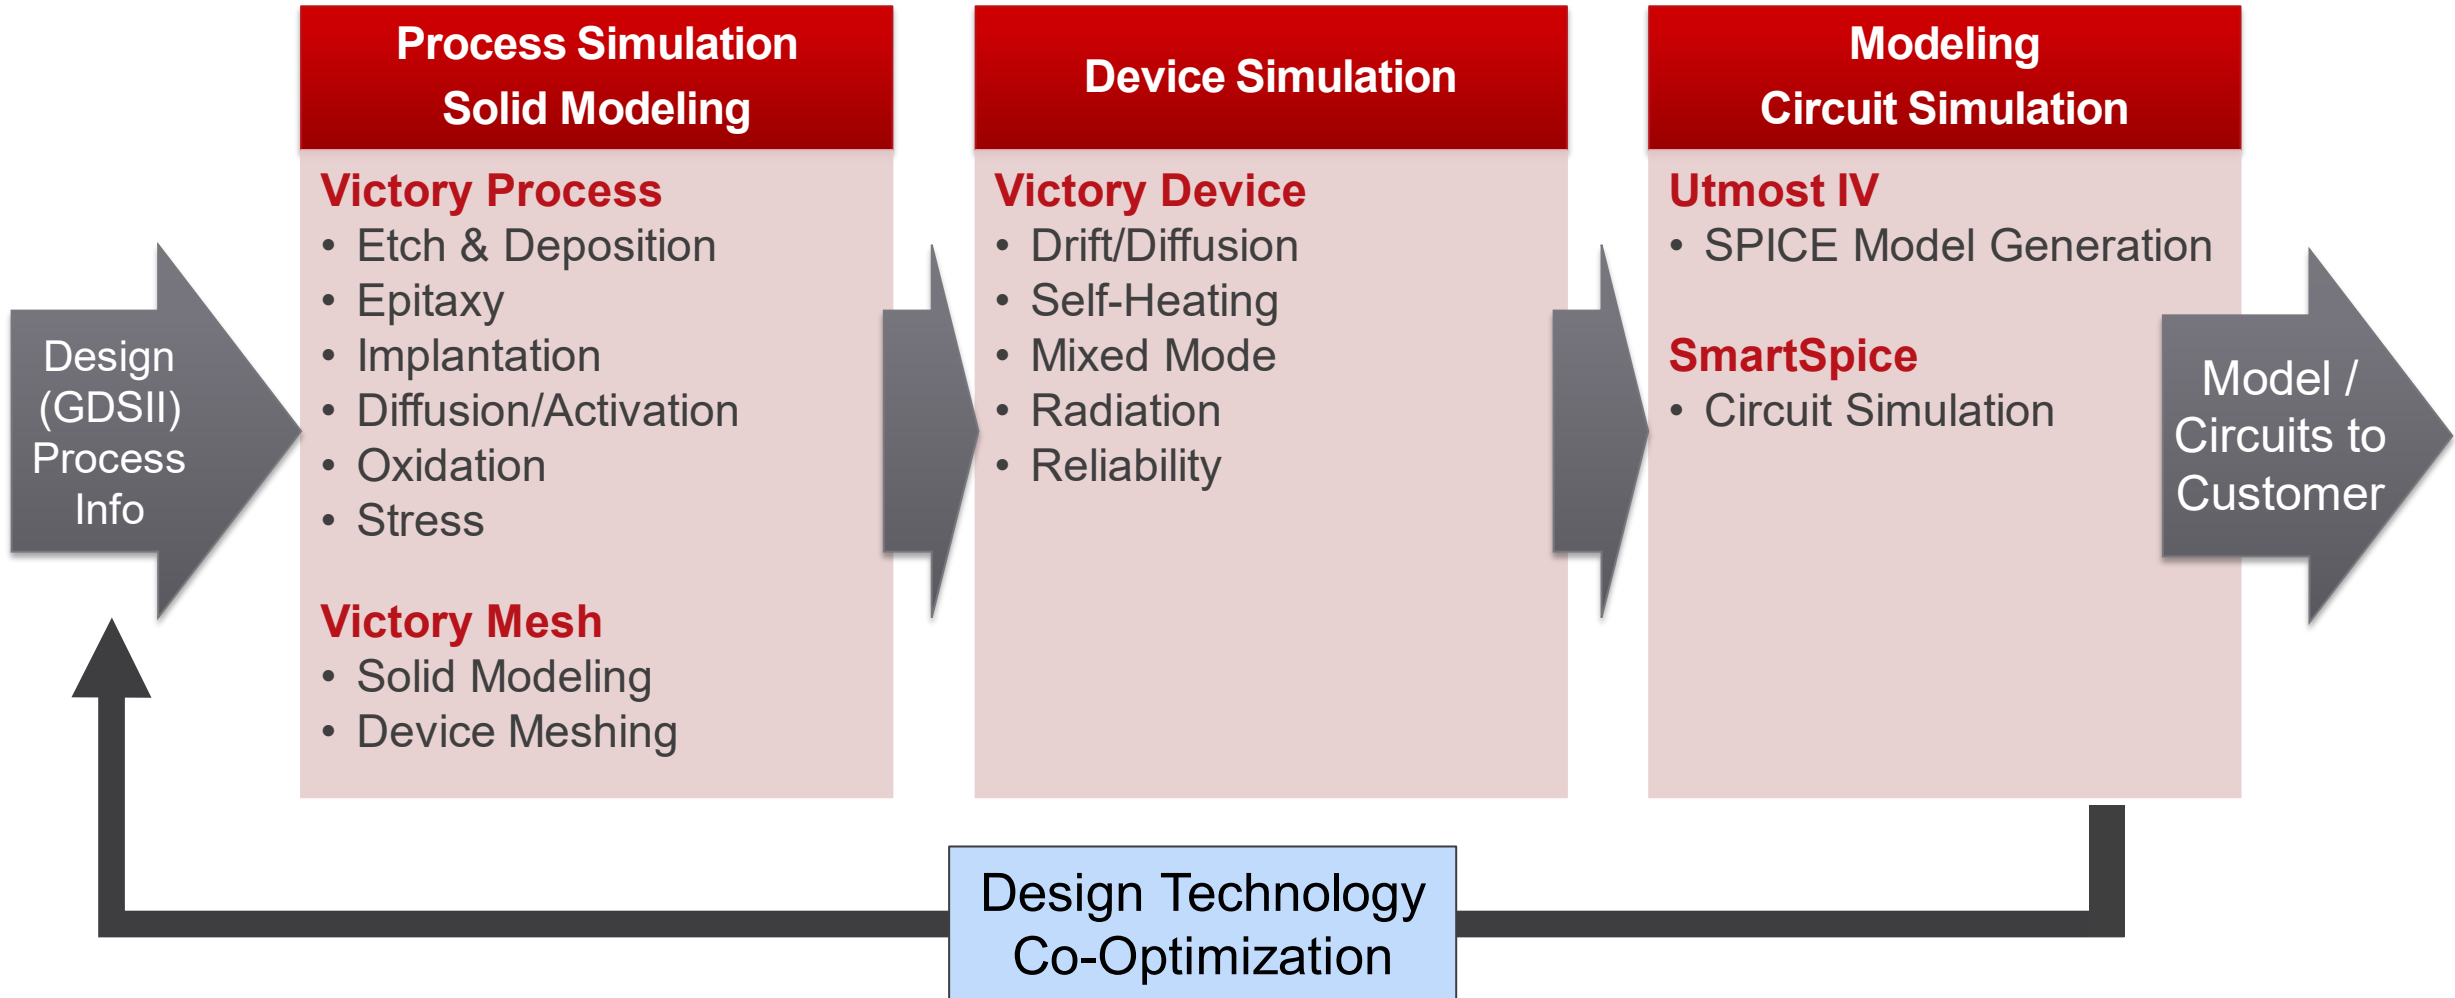 Design
(GDSII)
Process
Info
Process Simulation
Solid Modeling
Victory Process
• Etch & Deposition
• Epitaxy
• Implantation
• Diffusion/Activation
• Oxidation
• Stress
Victory Mesh
• Solid Modeling
• Device Meshing
Device Simulation
Victory Device
• Drift/Diffusion
• Self-Heating
• Mixed Mode
• Radiation
• Reliability
Modeling
Circuit Simulation
Utmost IV
• SPICE Model Generation
SmartSpice
• Circuit Simulation
Model /
Circuits to
Customer
Design Technology
Co-Optimization